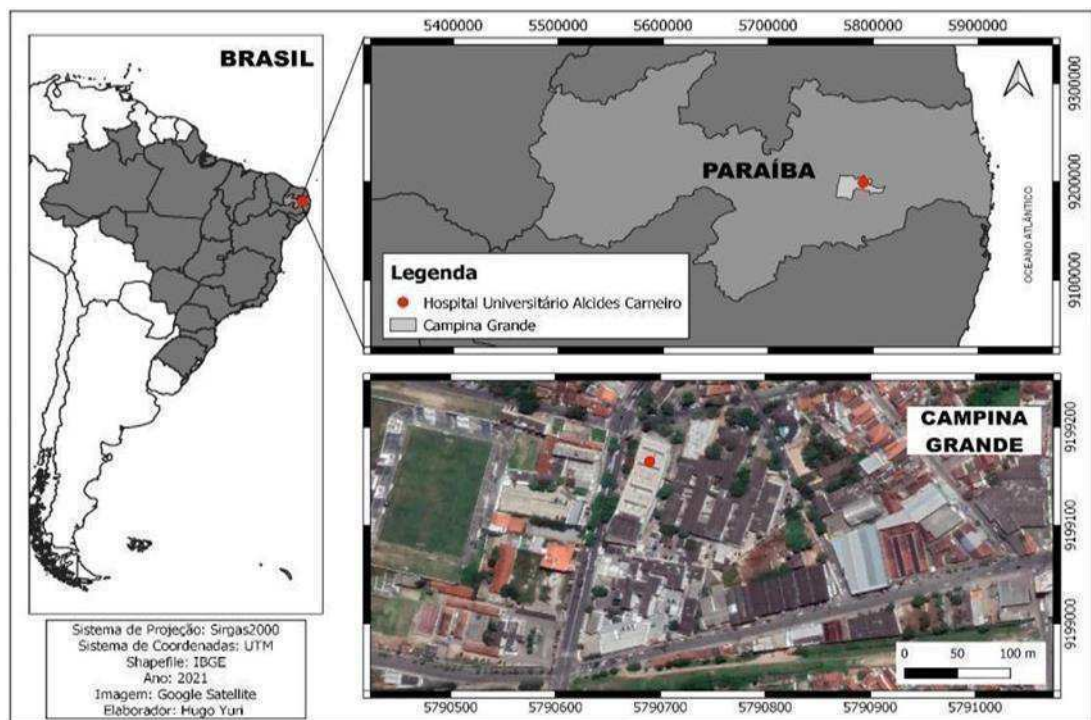 BRASIL
5400000 5500000 5600000 5700000 5800000 5900000
9300000
9200000
9100000
PARAÍBA
OCEANO ATLÂNTICO
Legenda
Hospital Universitário Alcides Carneiro
Campina Grande
CAMPINA
GRANDE
9199200
9199100
9199000
0 50 100 m
5790500 5790600 5790700 5790800 5790900 5791000
Sistema de Projeção: Sirgas2000
Sistema de Coordenadas: UTM
Shapefile: IBGE
Ano: 2021
Imagem: Google Satellite
Elaborador: Hugo Yuri